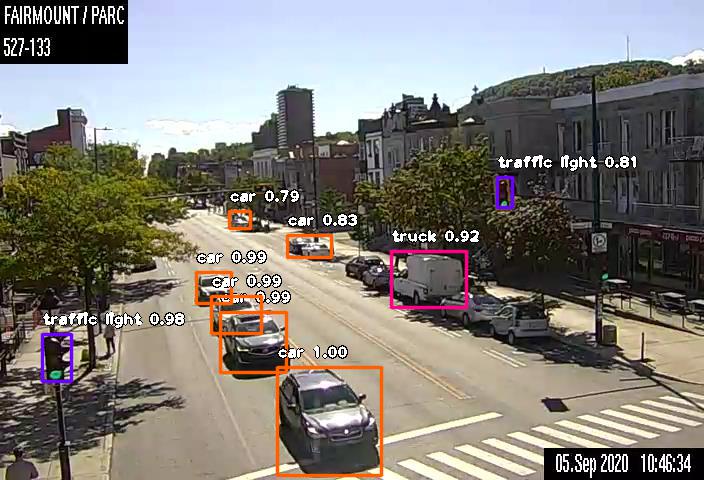 FAIRMOUNT / PARC
527-133
traffic light 0.81
car 0.79
car 0.83
truck 0.92
car 0.99
car 0.99
car 0.99
traffic light 0.98
car 1.00
05.Sep 2020 10:46:34